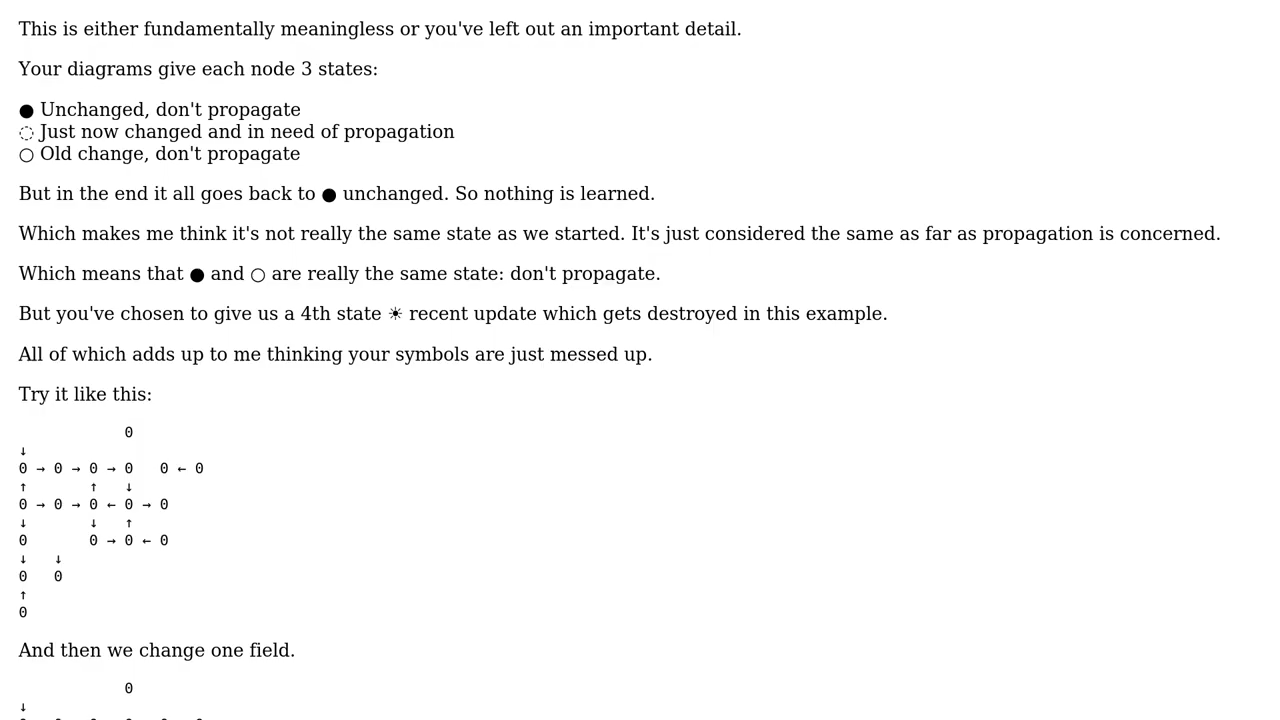 This is either fundamentally meaningless or you've left out an important detail.
Your diagrams give each node 3 states:
● Unchanged, don't propagate
◌ Just now changed and in need of propagation
○ Old change, don't propagate
But in the end it all goes back to ● unchanged. So nothing is learned.
Which makes me think it's not really the same state as we started. It's just considered the same as far as propagation is concerned.
Which means that ● and ○ are really the same state: don't propagate.
But you've chosen to give us a 4th state ☀ recent update which gets destroyed in this example.
All of which adds up to me thinking your symbols are just messed up.
Try it like this:
            0
↓
0 → 0 → 0 → 0   0 ← 0
↑       ↑   ↓
0 → 0 → 0 ← 0 → 0
↓       ↓   ↑
0       0 → 0 ← 0
↓   ↓
0   0
↑
0
And then we change one field.
            0
↓